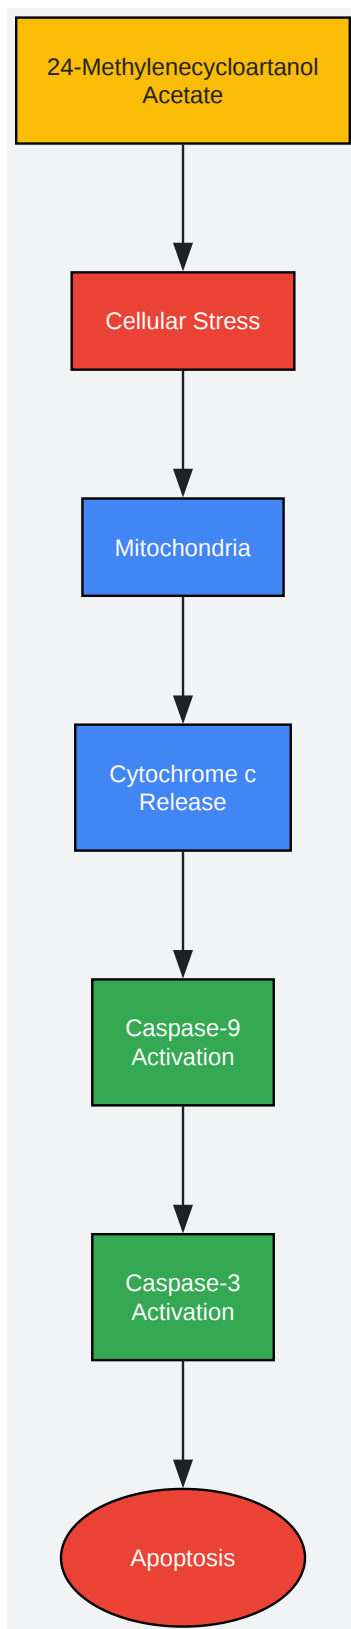 24-Methylenecycloartanol
Acetate
Cellular Stress
Mitochondria
Cytochrome c
Release
Caspase-9
Activation
Caspase-3
Activation
Apoptosis